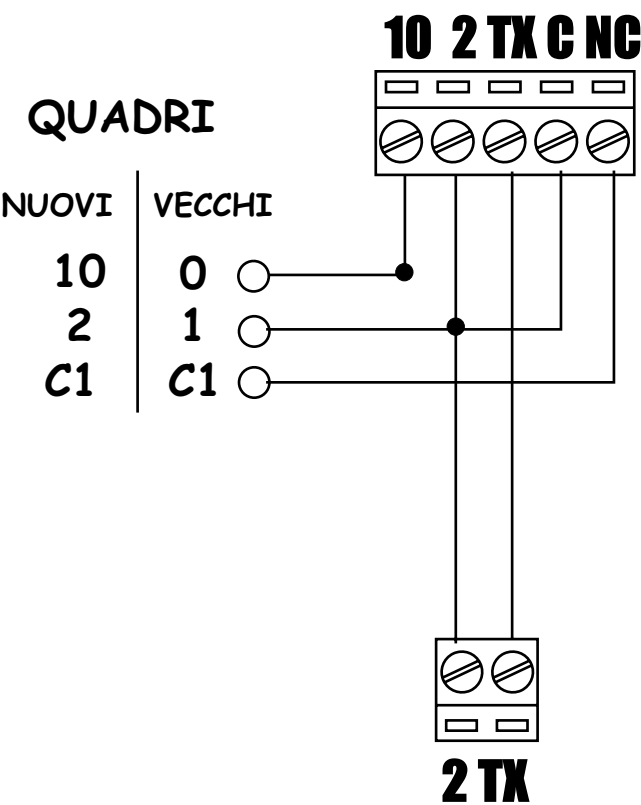 10 2 TX C NC
QUADRI
NUOVI VECCHI
10 0
2 1
C1 C1
2 TX